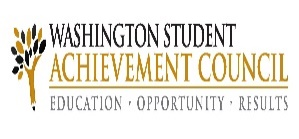 WASHINGTON STUDENT
ACHIEVEMENT COUNCIL
EDUCATION · OPPORTUNITY · RESULTS